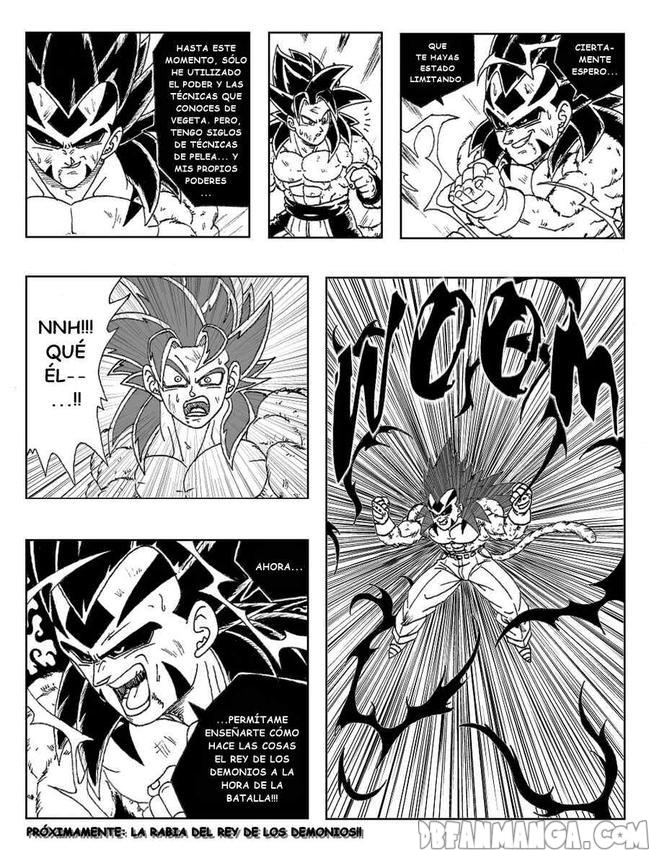 HASTA ESTE
MOMENTO, SÓLO
HE UTILIZADO
EL PODER Y LAS
TÉCNICAS QUE
CONOCES DE
VEGETA. PERO,
TENGO SIGLOS
DE TÉCNICAS
DE PELEA... Y
MIS PROPIOS
PODERES
...
QUE
TE HAYAS
ESTADO
LIMITANDO.
CIERTA-
MENTE
ESPERO...
NNH!!!
QUÉ
ÉL--
...!!
WOOM
AHORA...
...PERMÍTAME
ENSEÑARTE CÓMO
HACE LAS COSAS
EL REY DE LOS
DEMONIOS A LA
HORA DE LA
BATALLA!!!
PRÓXIMAMENTE: LA RABIA DEL REY DE LOS DEMONIOS!!
DBFANMANGA.COM